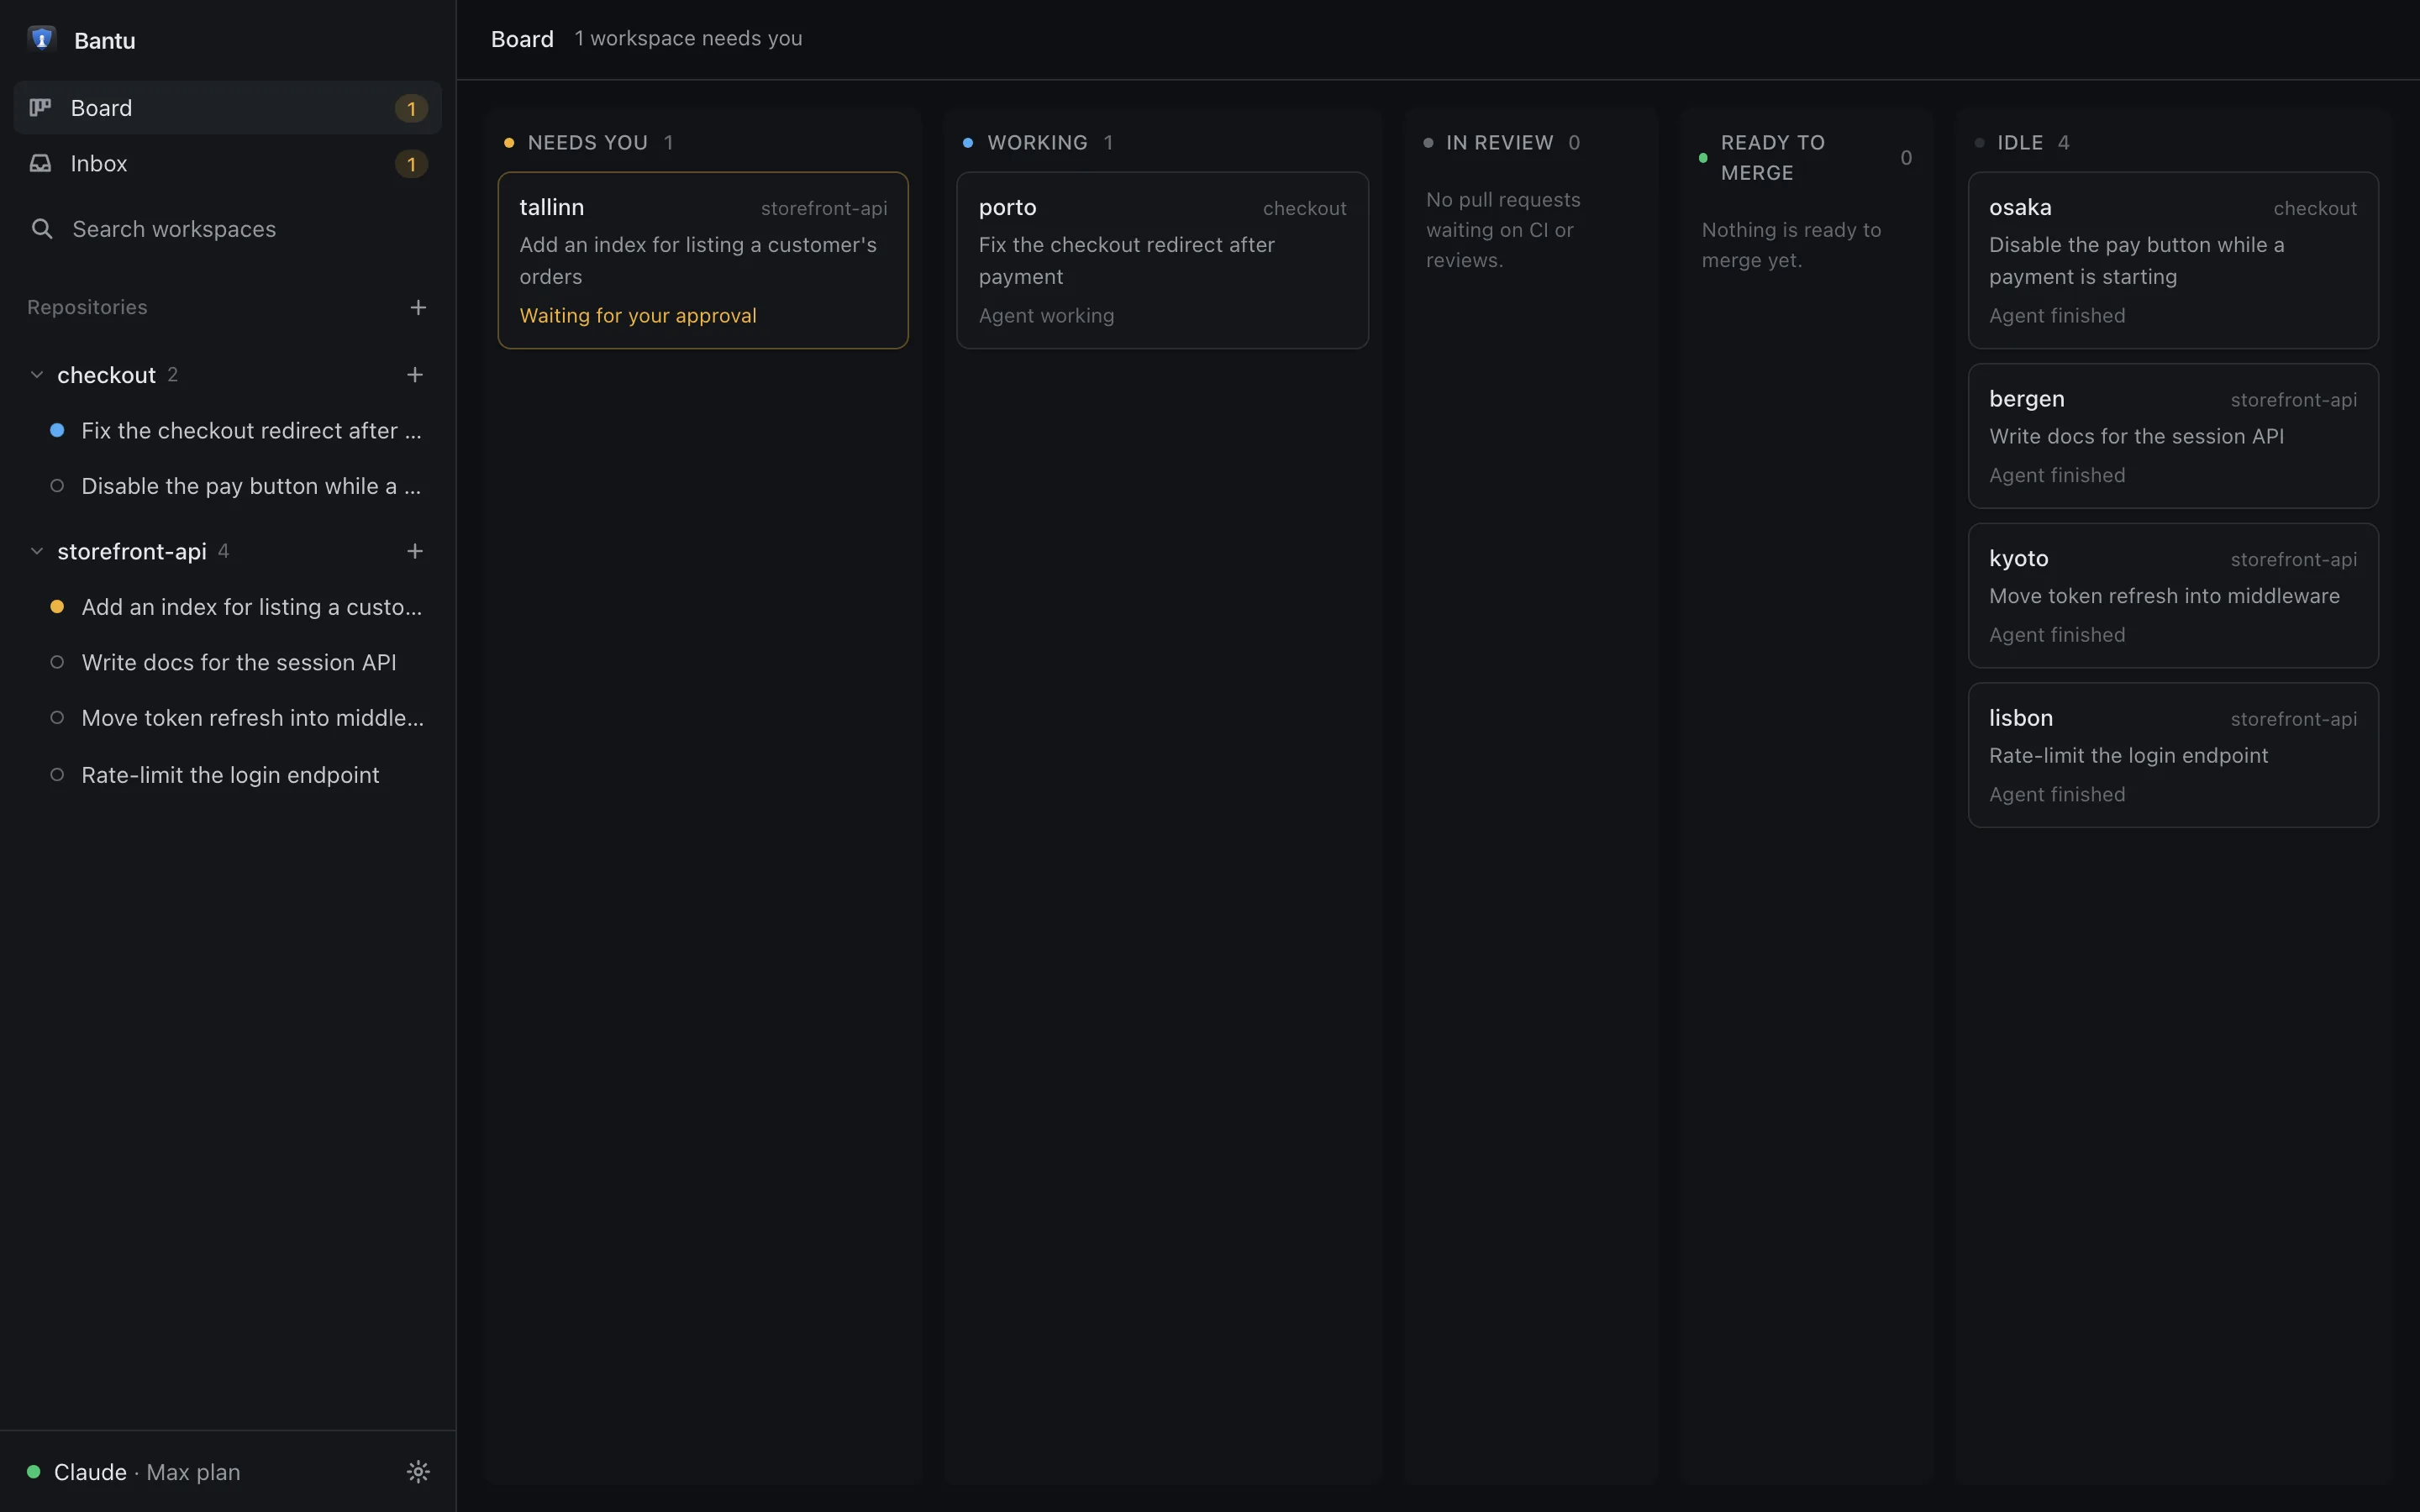 Bantu
Board 1
Inbox 1
Search workspaces
Repositories
checkout 2
Fix the checkout redirect after ...
Disable the pay button while a ...
storefront-api 4
Add an index for listing a custo...
Write docs for the session API
Move token refresh into middle...
Rate-limit the login endpoint
Claude · Max plan
Board 1 workspace needs you
NEEDS YOU 1
tallinn storefront-api
Add an index for listing a customer's
orders
Waiting for your approval
WORKING 1
porto checkout
Fix the checkout redirect after
payment
Agent working
IN REVIEW 0
No pull requests
waiting on CI or
reviews.
READY TO
MERGE 0
Nothing is ready to
merge yet.
IDLE 4
osaka checkout
Disable the pay button while a
payment is starting
Agent finished
bergen storefront-api
Write docs for the session API
Agent finished
kyoto storefront-api
Move token refresh into middleware
Agent finished
lisbon storefront-api
Rate-limit the login endpoint
Agent finished